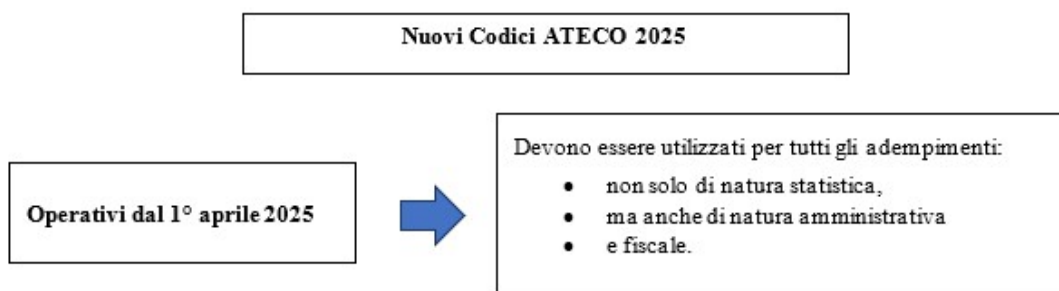 Nuovi Codici ATECO 2025
Operativi dal 1° aprile 2025
Devono essere utilizzati per tutti gli adempimenti:
• non solo di natura statistica,
• ma anche di natura amministrativa
• e fiscale.